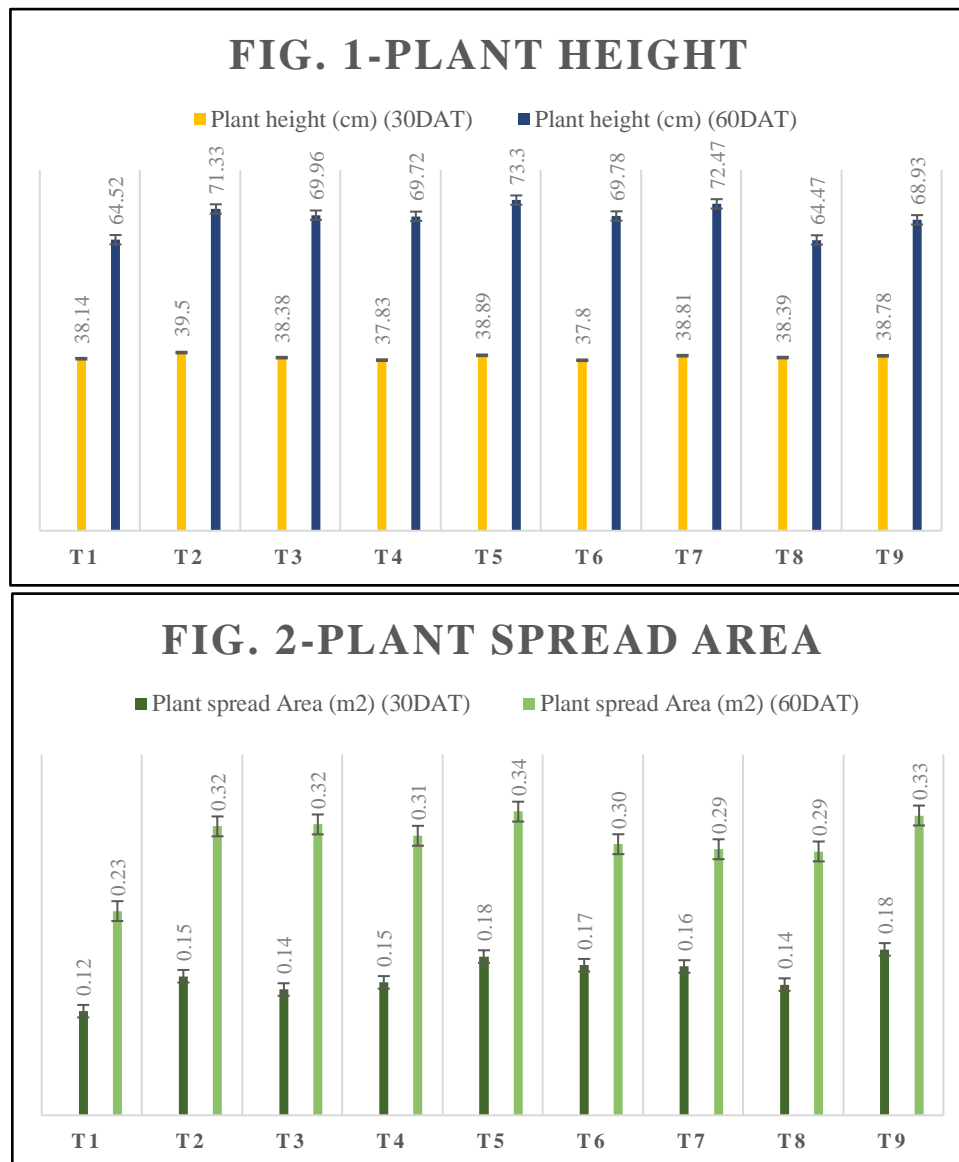 FIG. 1-PLANT HEIGHT
Plant height (cm) (30DAT) Plant height (cm) (60DAT)
38.14 64.52 39.5 71.33 38.38 69.96 37.83 69.72 38.89 73.3 37.8 69.78 38.81 72.47 38.39 64.47 38.78 68.93
T1 T2 T3 T4 T5 T6 T7 T8 T9
FIG. 2-PLANT SPREAD AREA
Plant spread Area (m2) (30DAT) Plant spread Area (m2) (60DAT)
0.12 0.23 0.15 0.32 0.14 0.32 0.15 0.31 0.18 0.34 0.17 0.30 0.16 0.29 0.14 0.29 0.18 0.33
T1 T2 T3 T4 T5 T6 T7 T8 T9